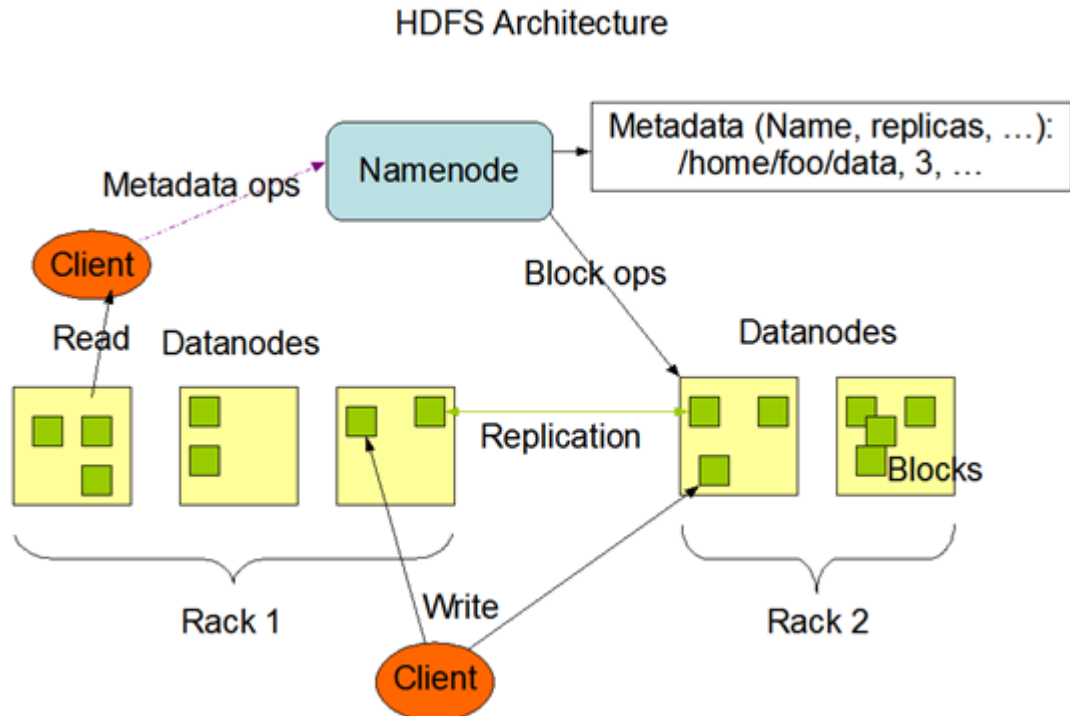 HDFS Architecture
Metadata (Name, replicas, …):
/home/foo/data, 3, …
Namenode
Metadata ops
Client
Block ops
Read
Datanodes
Datanodes
Replication
Blocks
Rack 1
Write
Rack 2
Client